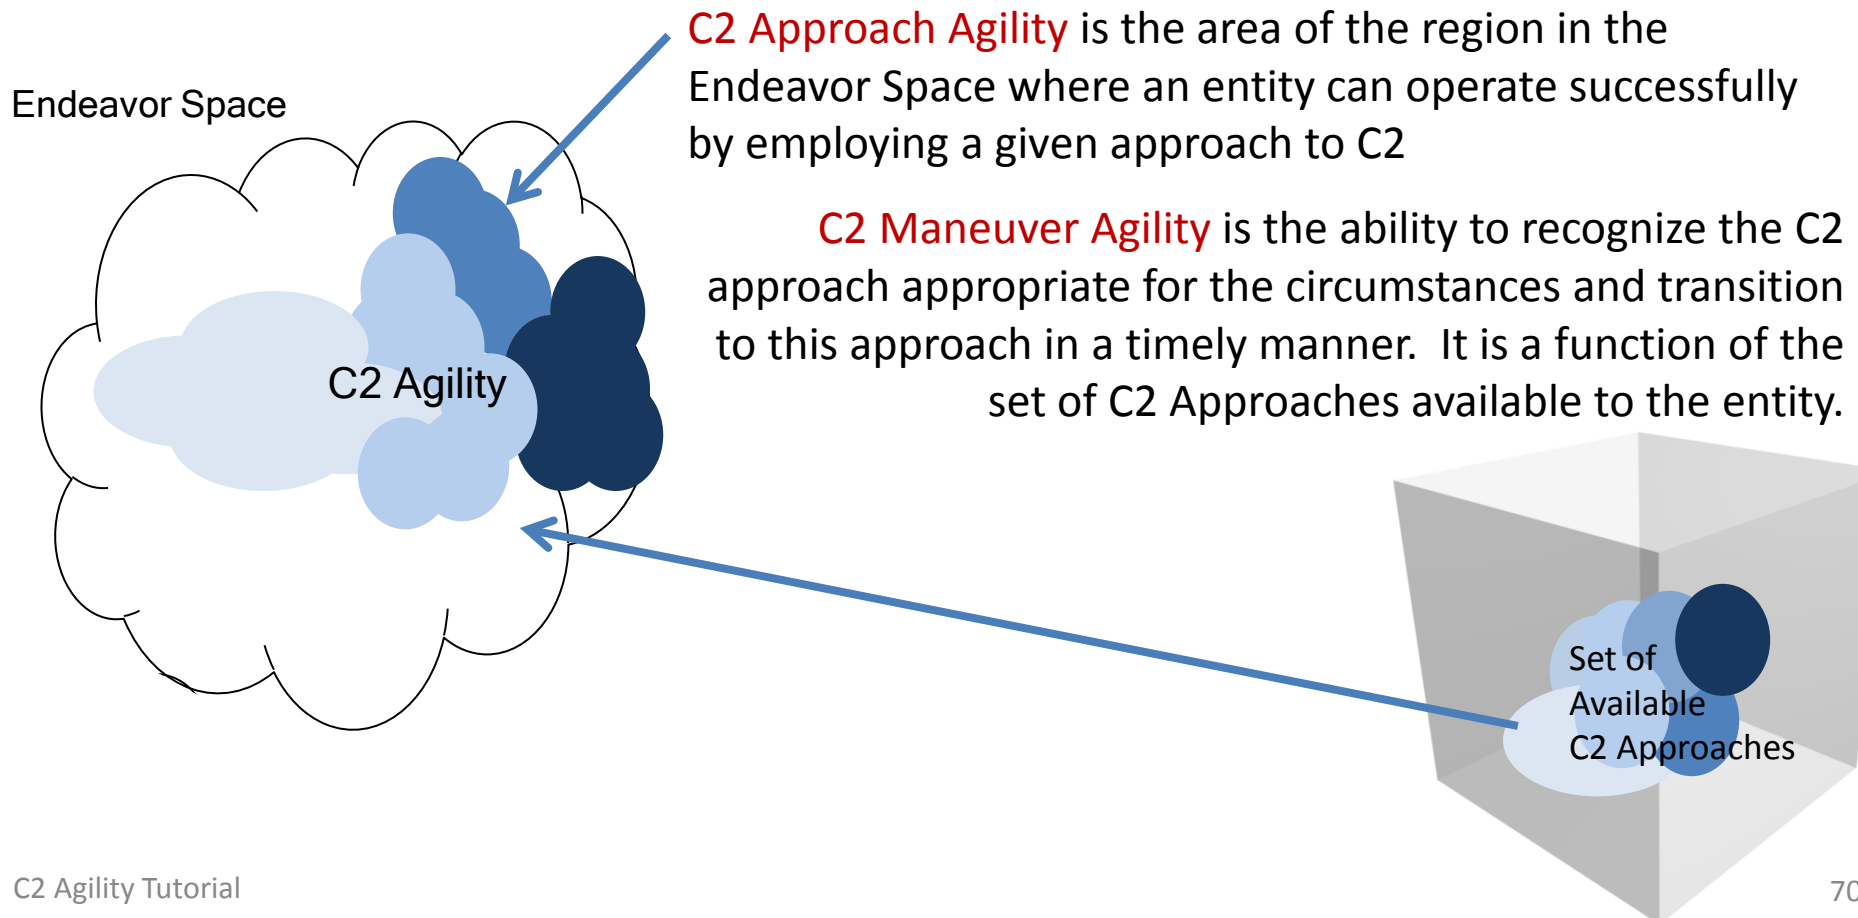 C2 Approach Agility is the area of the region in the
Endeavor Space where an entity can operate successfully
by employing a given approach to C2
Endeavor Space
C2 Maneuver Agility is the ability to recognize the C2
approach appropriate for the circumstances and transition
to this approach in a timely manner.  It is a function of the
set of C2 Approaches available to the entity.
C2 Agility
Set of
Available
C2 Approaches
C2 Agility Tutorial
70